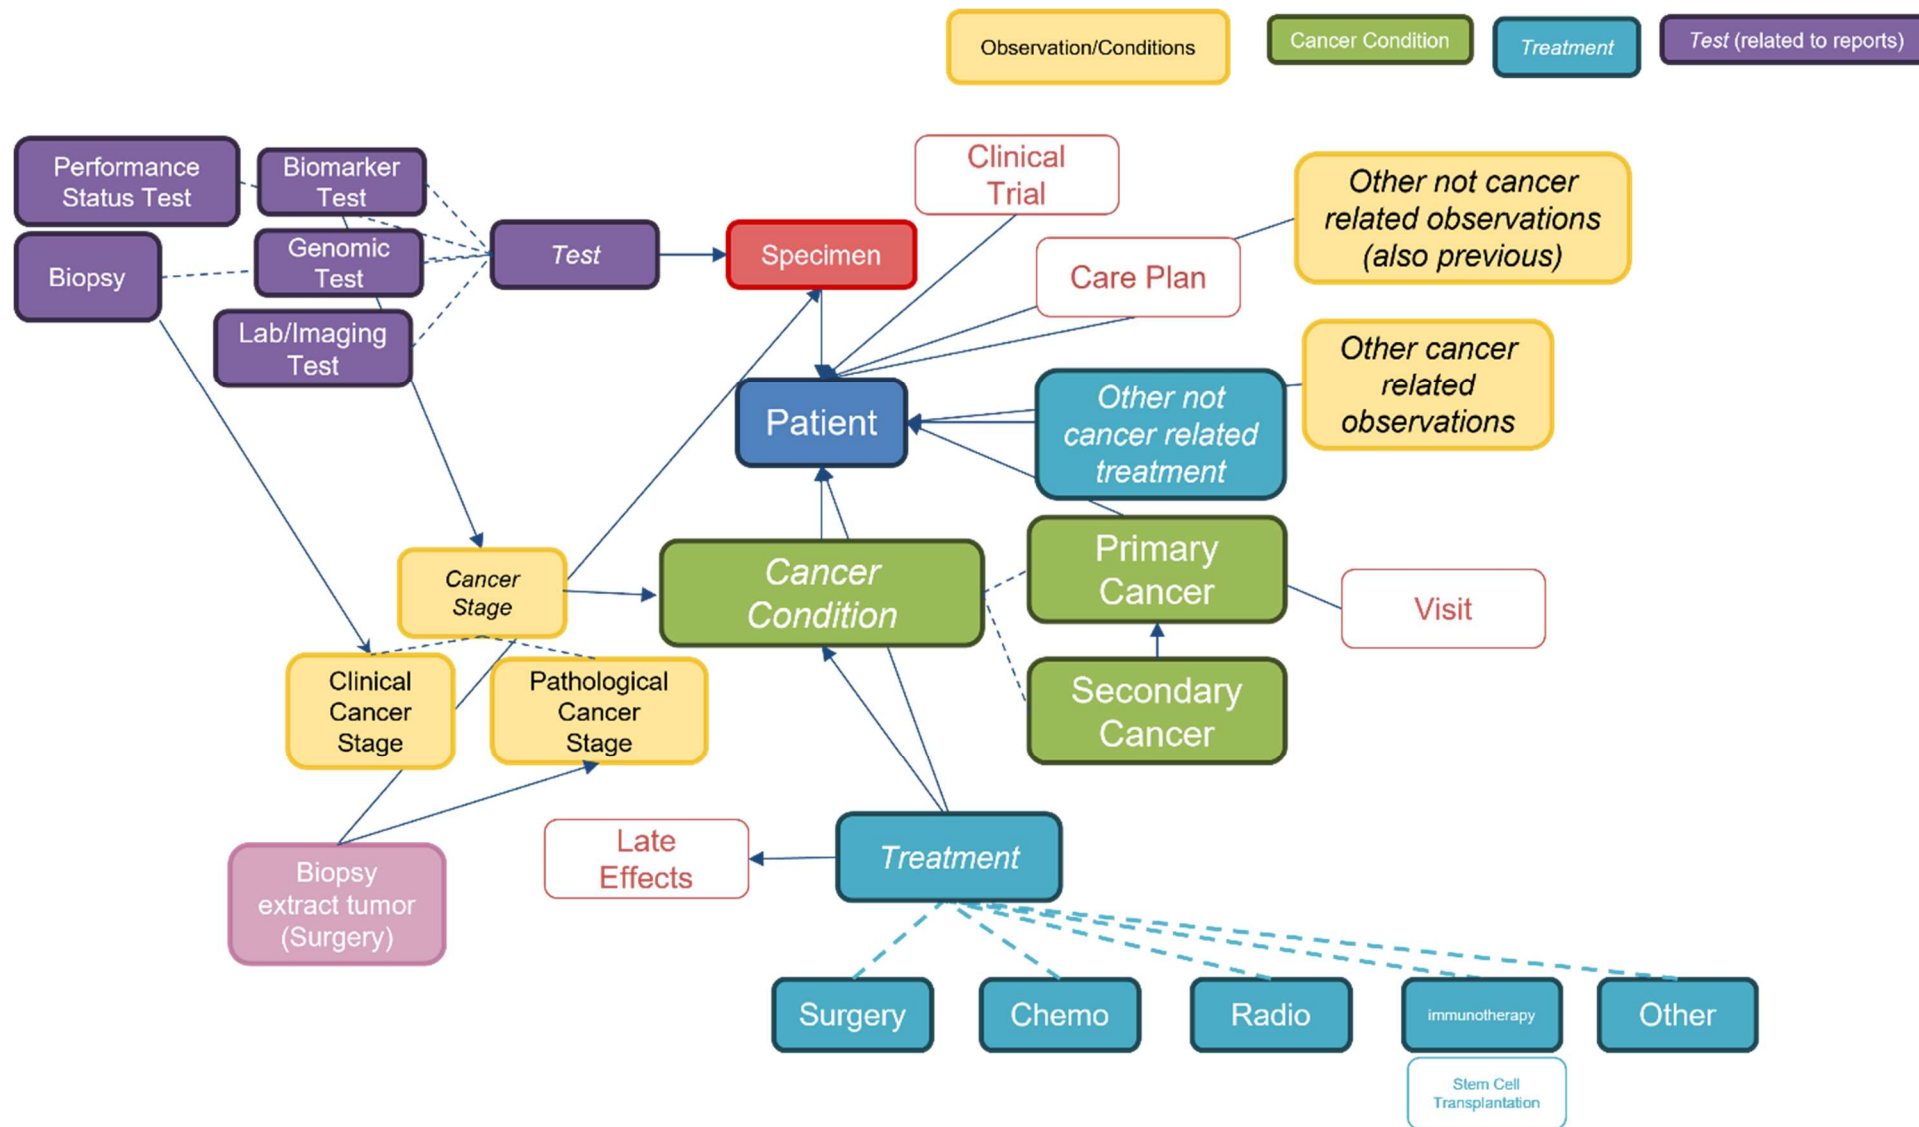 Observation/Conditions
Cancer Condition
Treatment
Test (related to reports)
Performance
Status Test
Biomarker
Test
Biopsy
Genomic
Test
Lab/Imaging
Test
Test
Specimen
Clinical
Trial
Care Plan
Other not cancer
related observations
(also previous)
Other cancer
related
observations
Patient
Other not
cancer related
treatment
Cancer
Stage
Cancer
Condition
Primary
Cancer
Visit
Clinical
Cancer
Stage
Pathological
Cancer
Stage
Secondary
Cancer
Biopsy
extract tumor
(Surgery)
Late
Effects
Treatment
Surgery
Chemo
Radio
immunotherapy
Other
Stem Cell
Transplantation